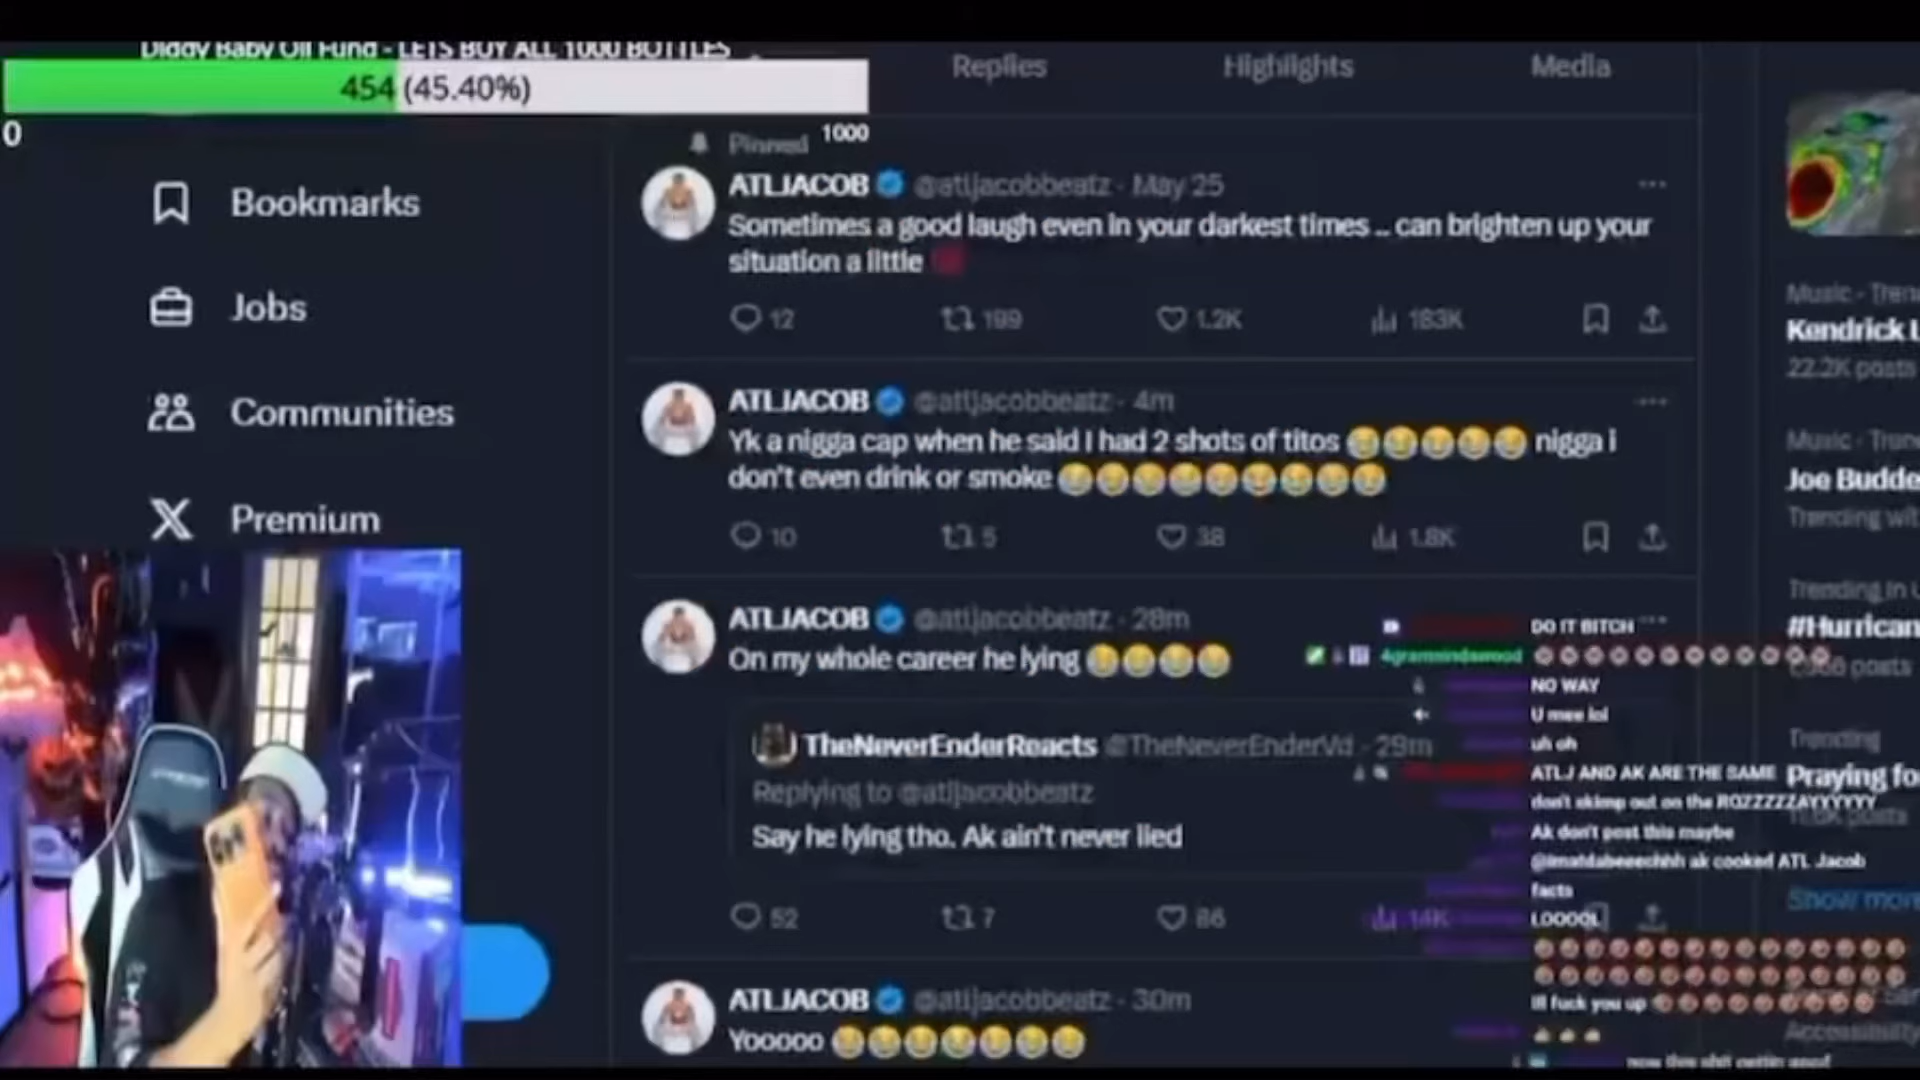 Diddy Baby Oil Fund - LETS BUY ALL 1000 BOTTLES
454 (45.40%)
0
1000
Replies
Highlights
Media
Bookmarks
Jobs
Communities
Premium
Pinned
ATLJACOB @atljacobbeatz · May 25
Sometimes a good laugh even in your darkest times .. can brighten up your
situation a little
12 199 1.2K 183K
ATLJACOB @atljacobbeatz · 4m
Yk a nigga cap when he said I had 2 shots of titos 😂😂😂😂😂 nigga i
don't even drink or smoke 😂😂😂😂😂😂😂😂😂
10 5 38 1.8K
ATLJACOB @atljacobbeatz · 28m
On my whole career he lying 😂😂😂😂
TheNeverEnderReacts @TheNeverEnderVd · 29m
Replying to @atljacobbeatz
Say he lying tho. Ak ain't never lied
52 7 86 14K
ATLJACOB @atljacobbeatz · 30m
Yooooo 😂😂😂😂😂😂😂
DO IT BITCH
NO WAY
U mee lol
uh oh
ATLJ AND AK ARE THE SAME
don't skimp out on the ROZZZZZAYYYYYY
Ak don't post this maybe
ak cooked ATL Jacob
facts
LOOOOL
Ill fuck you up
Music · Tren
Kendrick L
22.2K posts
Music · Tren
Joe Budde
Trending wit
Trending in U
#Hurrican
posts
Trending
Praying fo
posts
Show more
Accessibility